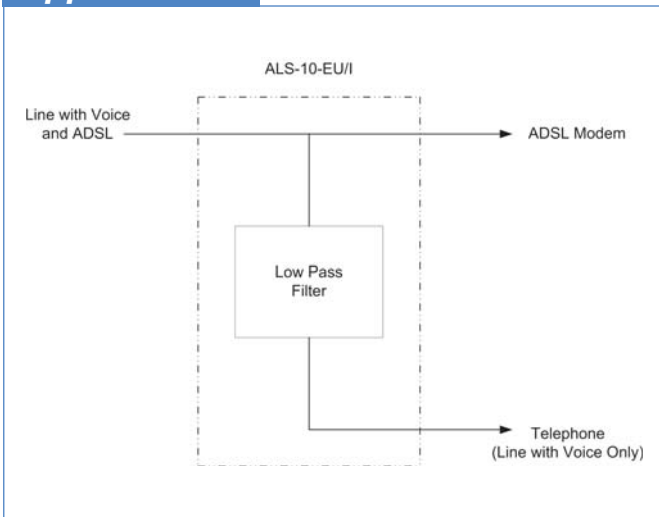 ALS-10-EU/I
Line with Voice
and ADSL
ADSL Modem
Low Pass
Filter
Telephone
(Line with Voice Only)